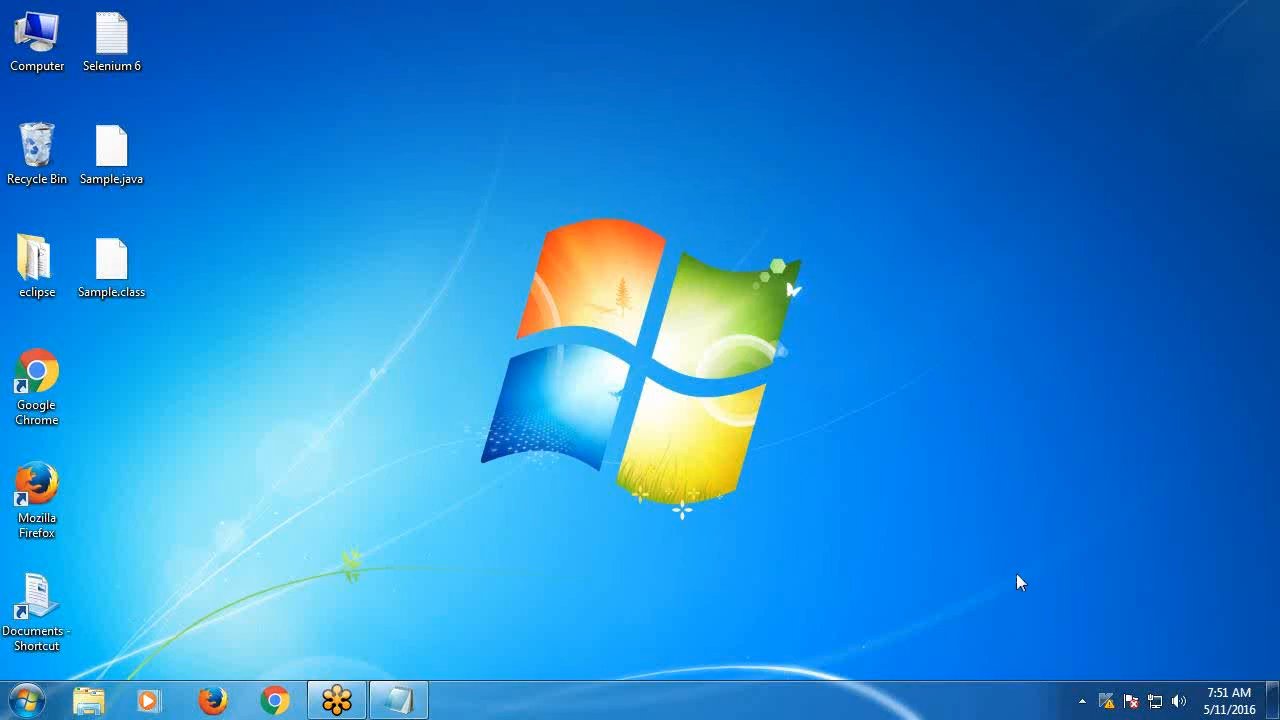 Computer
Selenium 6
Recycle Bin
Sample.java
eclipse
Sample.class
Google
Chrome
Mozilla
Firefox
Documents -
Shortcut
7:51 AM
5/11/2016